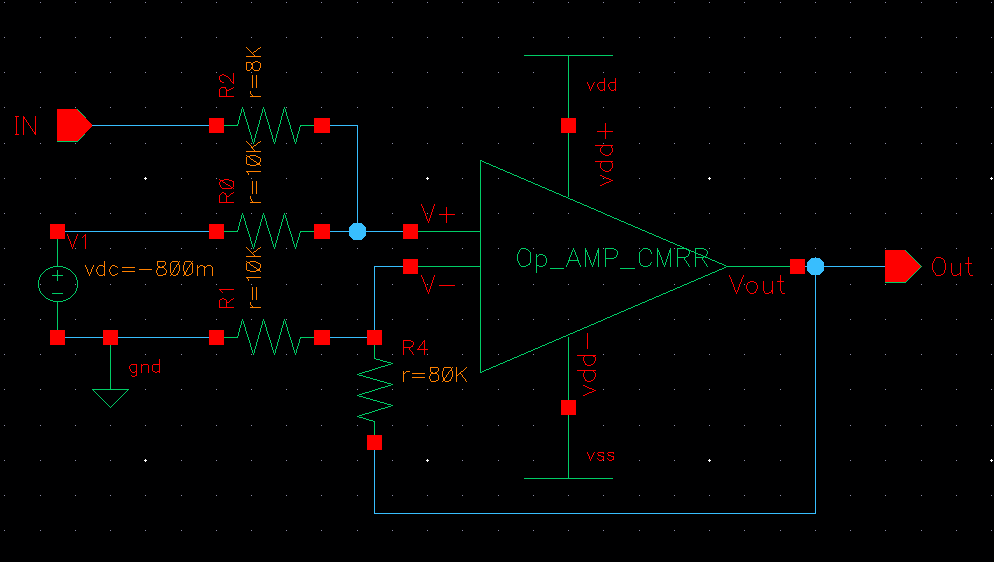 R2
r=8K
vdd
IN
vdd+
R0
r=10K
V+
V1
vdc=-800m
Op_AMP_CMRR
Out
V-
Vout
R1
r=10K
gnd
R4
r=80K
vdd-
vss